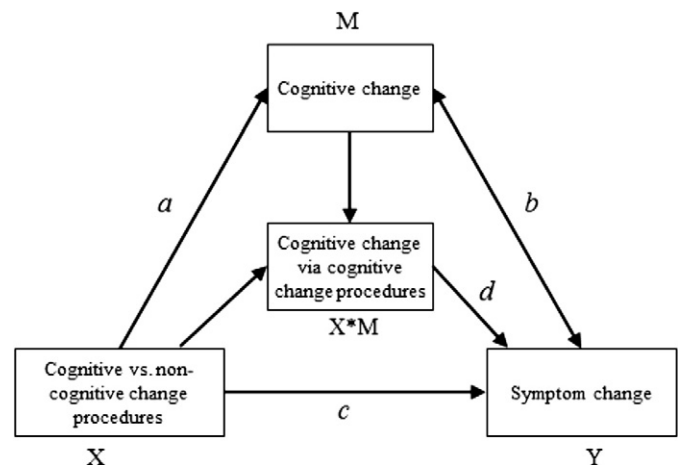 M
Cognitive change
a
b
Cognitive change
via cognitive
change procedures
d
X*M
Cognitive vs. non-
cognitive change
procedures
c
Symptom change
X
Y